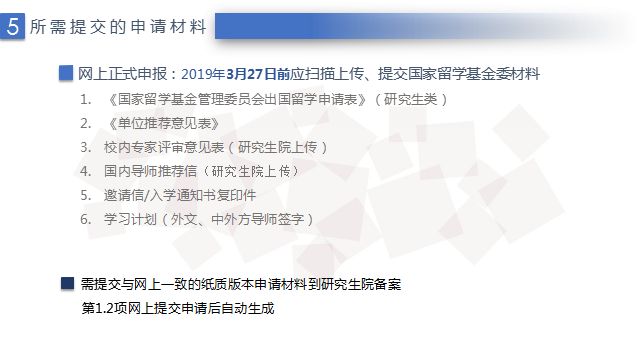 5 所需提交的申请材料
网上正式申报：2019年3月27日前应扫描上传、提交国家留学基金委材料
1. 《国家留学基金管理委员会出国留学申请表》（研究生类）
2. 《单位推荐意见表》
3. 校内专家评审意见表（研究生院上传）
4. 国内导师推荐信（研究生院上传）
5. 邀请信/入学通知书复印件
6. 学习计划（外文、中外方导师签字）
需提交与网上一致的纸质版本申请材料到研究生院备案
第1.2项网上提交申请后自动生成